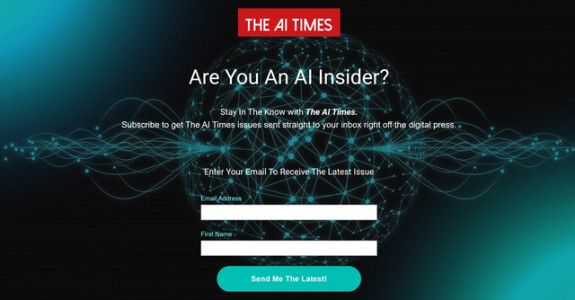 THE AI TIMES
Are You An AI Insider?
Stay In The Know with The AI Times.
Subscribe to get The AI Times issues sent straight to your inbox right off the digital press.
Enter Your Email To Receive The Latest Issue
Email Address
First Name
Send Me The Latest!